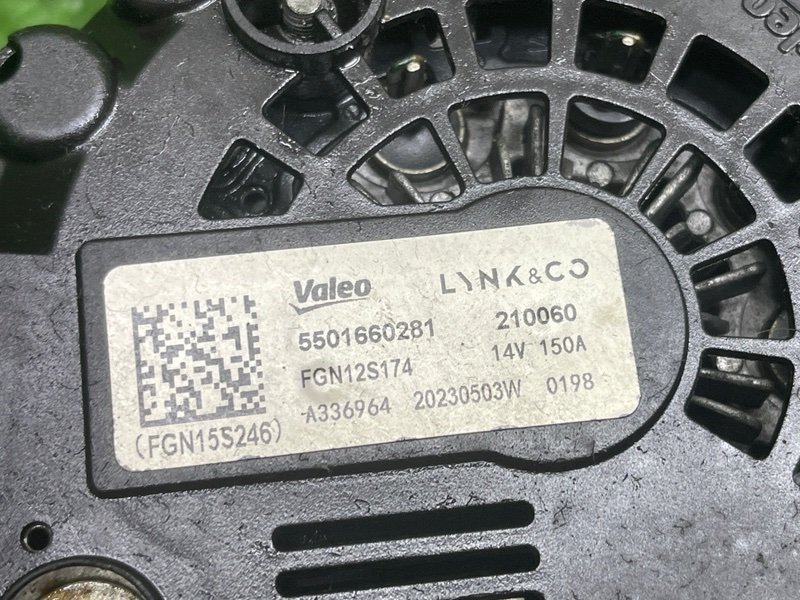 Valeo LYNK&CO
5501660281 210060
FGN12S174 14V 150A
A336964 20230503W 0198
(FGN15S246)